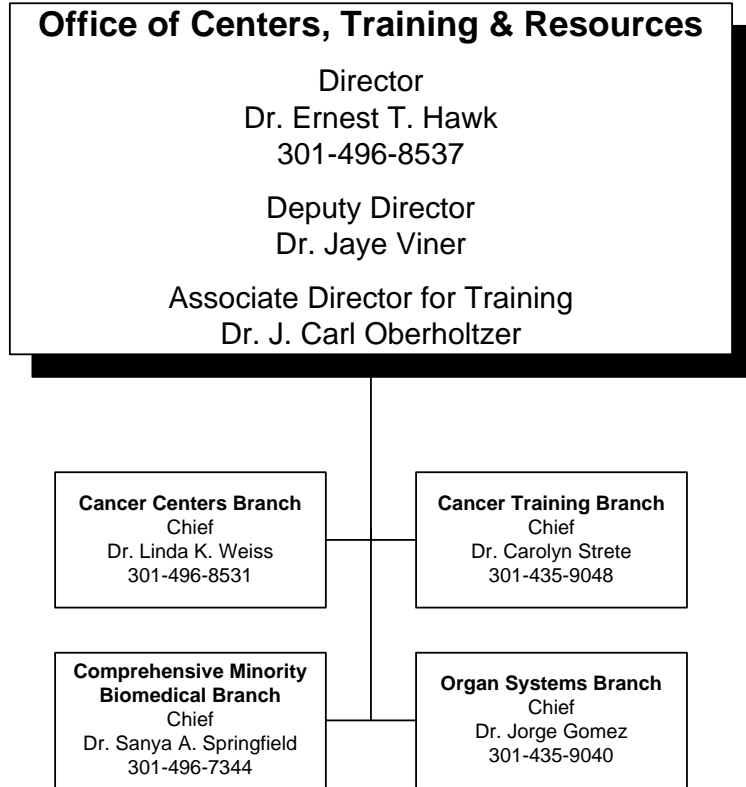 Office of Centers, Training & Resources
Director
Dr. Ernest T. Hawk
301-496-8537
Deputy Director
Dr. Jaye Viner
Associate Director for Training
Dr. J. Carl Oberholtzer
Cancer Centers Branch
Chief
Dr. Linda K. Weiss
301-496-8531
Cancer Training Branch
Chief
Dr. Carolyn Strete
301-435-9048
Comprehensive Minority
Biomedical Branch
Chief
Dr. Sanya A. Springfield
301-496-7344
Organ Systems Branch
Chief
Dr. Jorge Gomez
301-435-9040